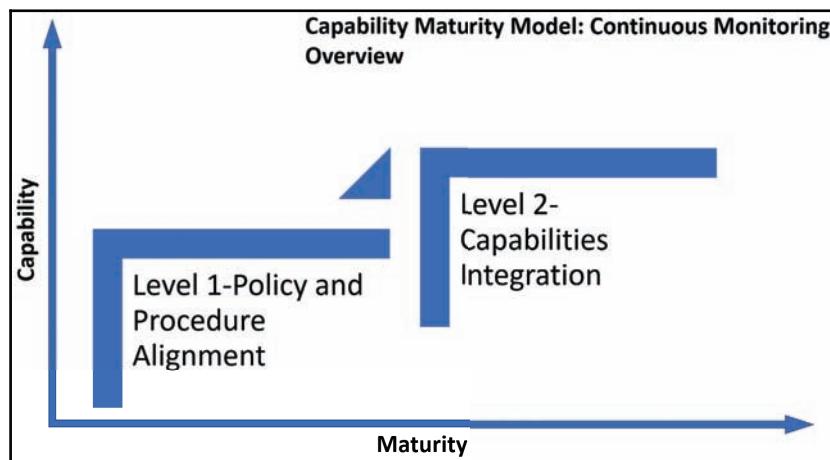 Capability Maturity Model: Continuous Monitoring
Overview
Capability
Level 2-
Capabilities
Integration
Level 1-Policy and
Procedure
Alignment
Maturity